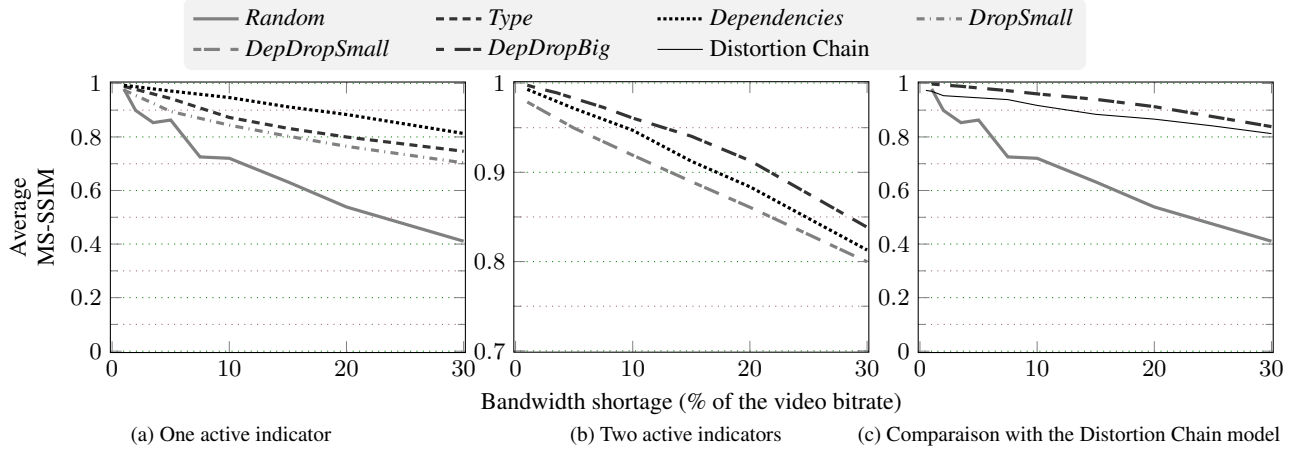 Random Type Dependencies DropSmall
DepDropSmall DepDropBig Distortion Chain
Average
MS-SSIM
1
0.8
0.6
0.4
0.2
0
0 10 20 30
1
0.9
0.8
0.7
0 10 20 30
1
0.8
0.6
0.4
0.2
0
0 10 20 30
Bandwidth shortage (% of the video bitrate)
(a) One active indicator
(b) Two active indicators
(c) Comparison with the Distortion Chain model